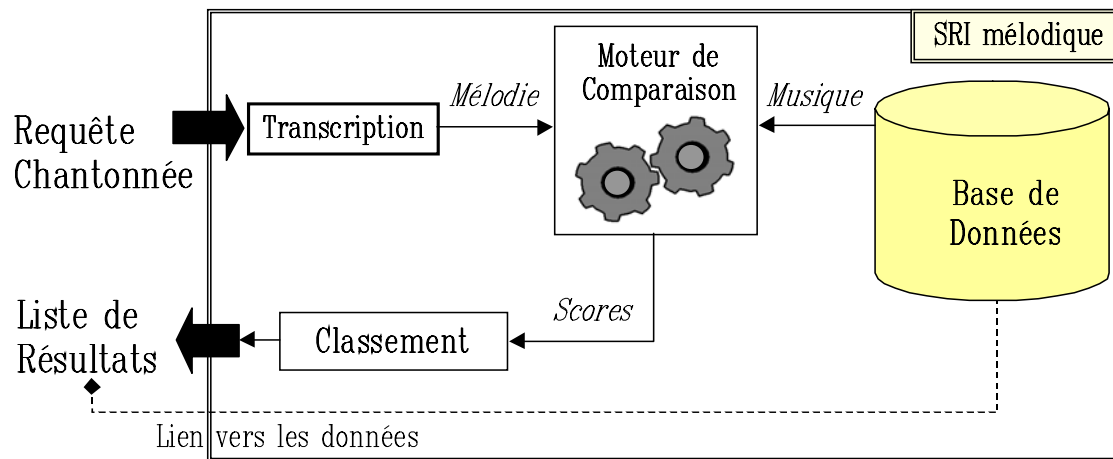 SRI mélodique
Requête
Chantonnée
Transcription
Mélodie
Moteur de
Comparaison
Musique
Base de
Données
Liste de
Résultats
Classement
Scores
Lien vers les données